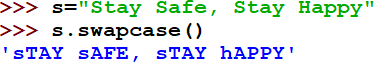 >>> s="Stay Safe, Stay Happy"
>>> s.swapcase()
'sTAY sAFE, sTAY hAPPY'